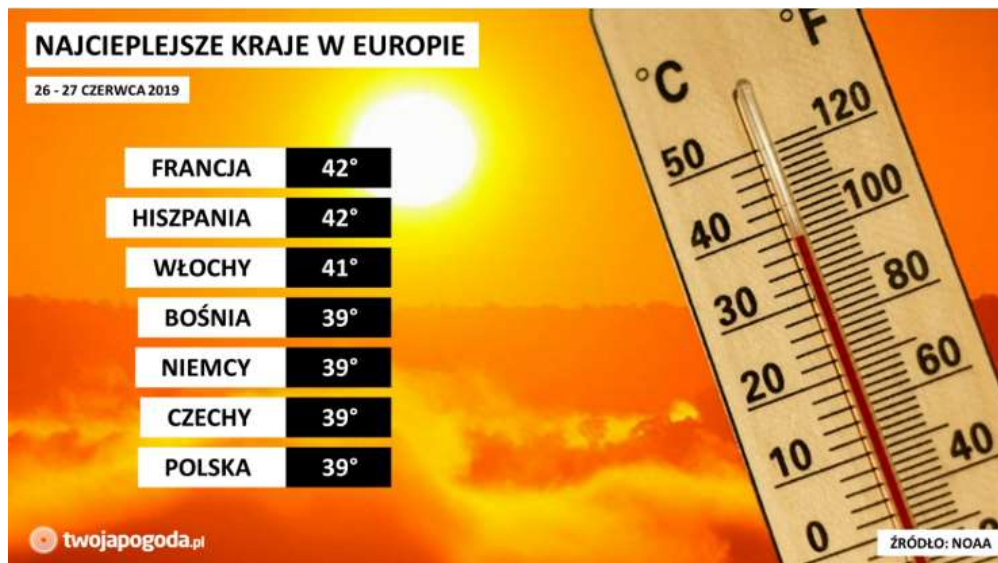 NAJCIEPLEJSZE KRAJE W EUROPIE
26 - 27 CZERWCA 2019
FRANCJA 42°
HISZPANIA 42°
WŁOCHY 41°
BOŚNIA 39°
NIEMCY 39°
CZECHY 39°
POLSKA 39°
°C °F
50 120
40 100
30 80
20 60
10 40
0
twojapogoda.pl
ŹRÓDŁO: NOAA